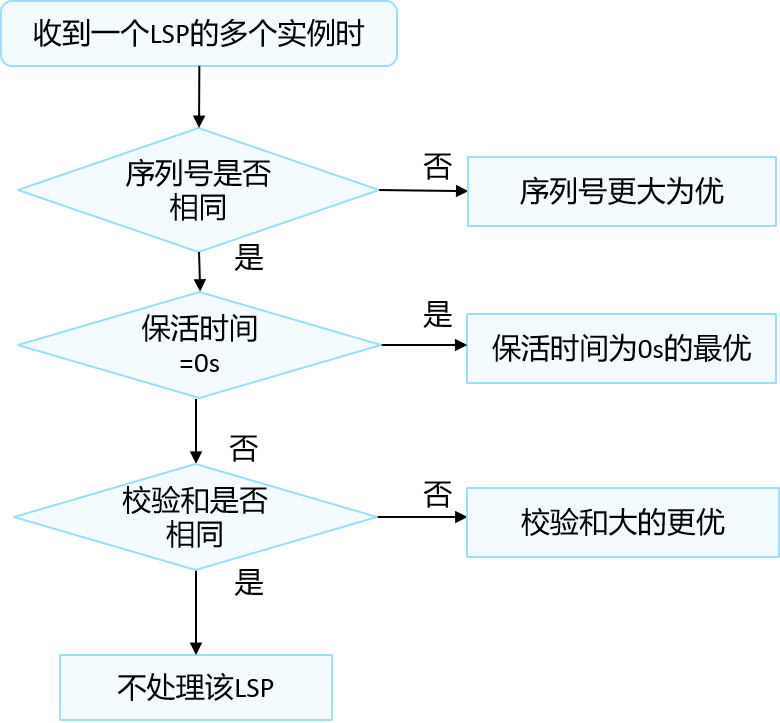 收到一个LSP的多个实例时
序列号是否
相同
否
序列号更大为优
是
保活时间
=0s
是
保活时间为0s的最优
否
校验和是否
相同
否
校验和大的更优
是
不处理该LSP